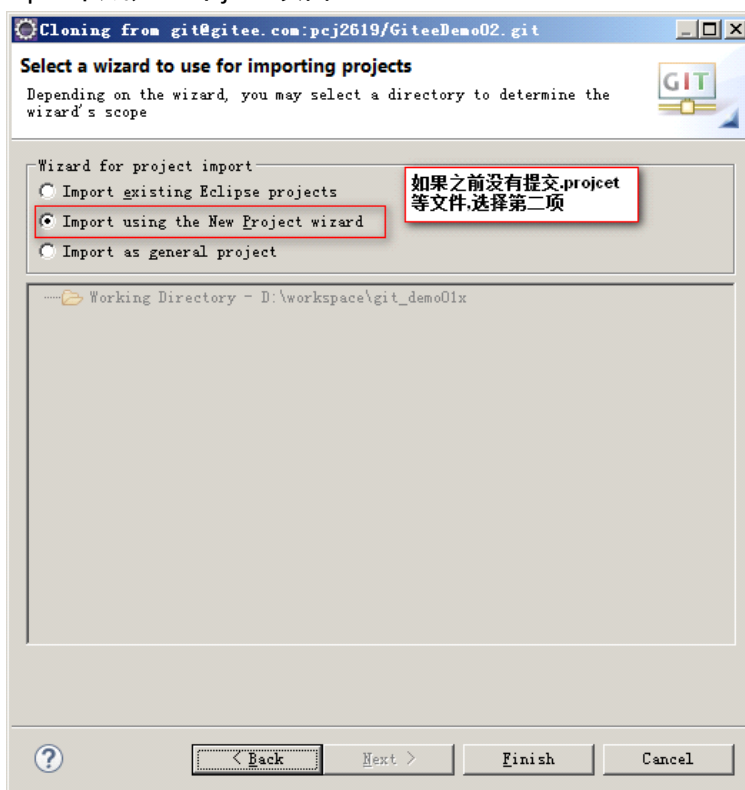 Cloning from git@gitee.com:pcj2619/GiteeDemo02.git
Select a wizard to use for importing projects
Depending on the wizard, you may select a directory to determine the
wizard's scope
GIT
Wizard for project import
Import existing Eclipse projects
如果之前没有提交.projcet
等文件,选择第二项
Import using the New Project wizard
Import as general project
Working Directory - D:\workspace\git_demo01x
?
< Back
Next >
Finish
Cancel